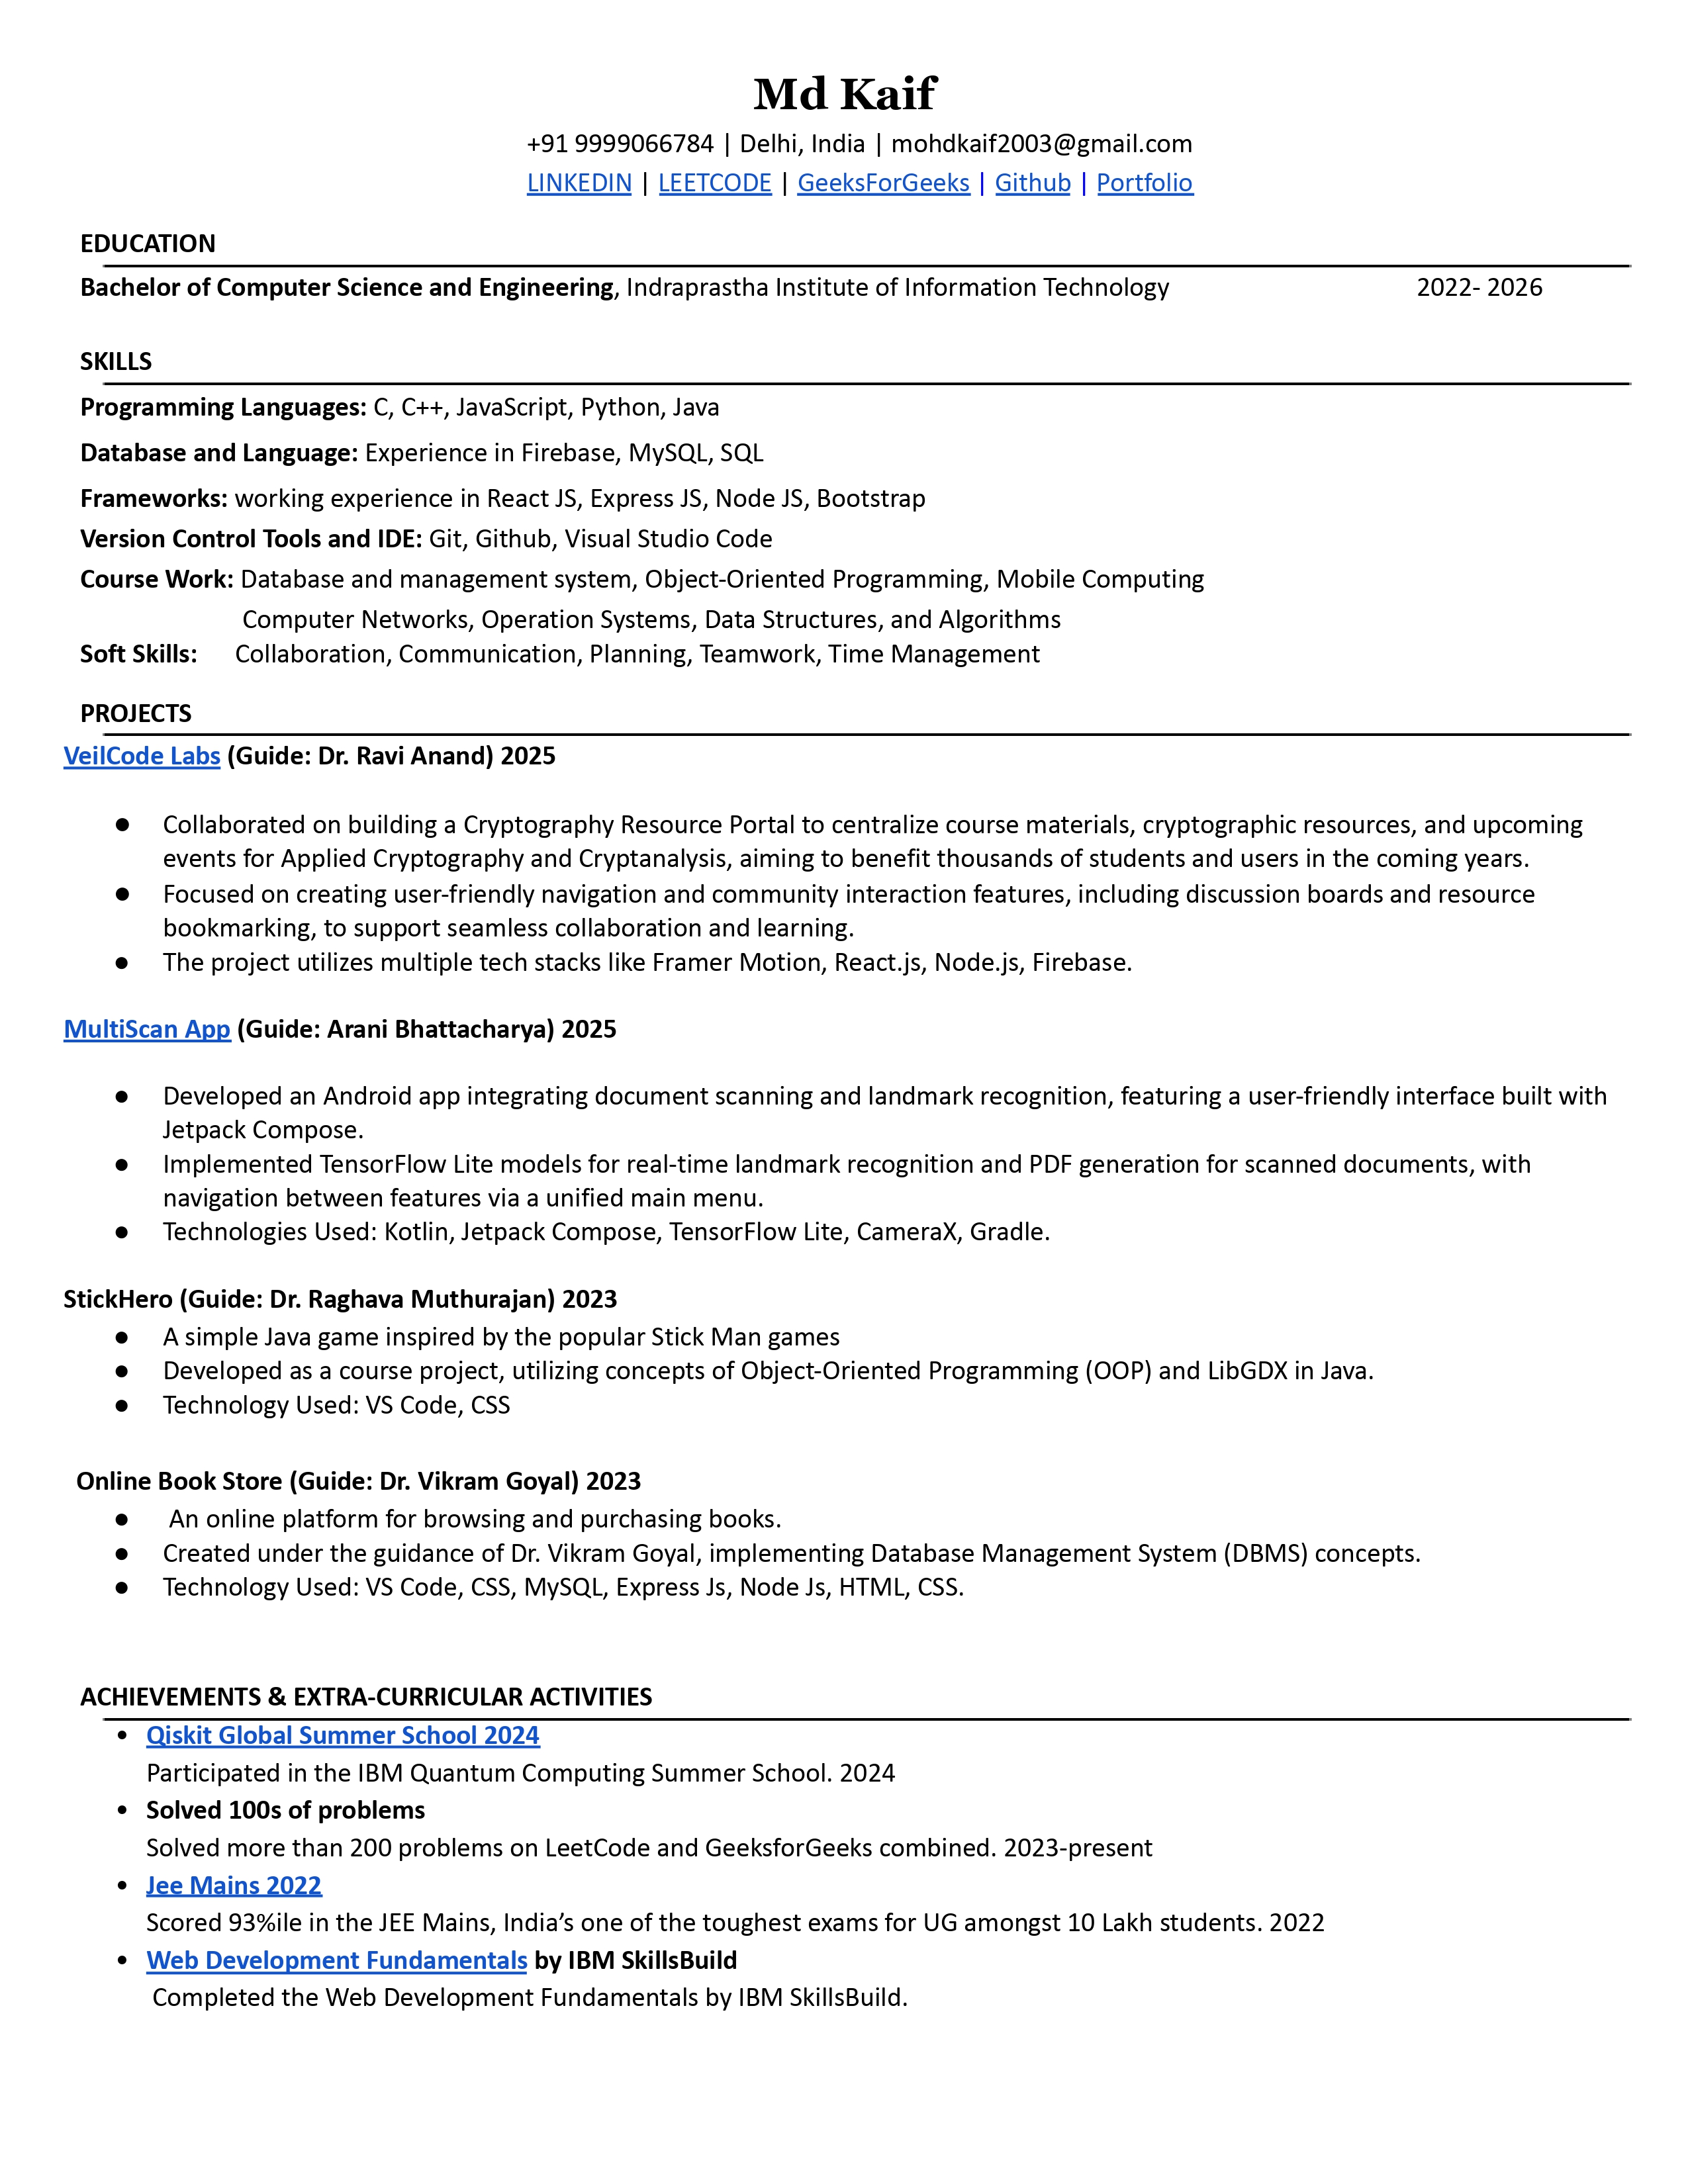 Md Kaif
+91 9999066784 | Delhi, India | mohdkaif2003@gmail.com
LINKEDIN | LEETCODE | GeeksForGeeks | Github | Portfolio
EDUCATION
Bachelor of Computer Science and Engineering, Indraprastha Institute of Information Technology 2022- 2026
SKILLS
Programming Languages: C, C++, JavaScript, Python, Java
Database and Language: Experience in Firebase, MySQL, SQL
Frameworks: working experience in React JS, Express JS, Node JS, Bootstrap
Version Control Tools and IDE: Git, Github, Visual Studio Code
Course Work: Database and management system, Object-Oriented Programming, Mobile Computing
Computer Networks, Operation Systems, Data Structures, and Algorithms
Soft Skills: Collaboration, Communication, Planning, Teamwork, Time Management
PROJECTS
VeilCode Labs (Guide: Dr. Ravi Anand) 2025
● Collaborated on building a Cryptography Resource Portal to centralize course materials, cryptographic resources, and upcoming
events for Applied Cryptography and Cryptanalysis, aiming to benefit thousands of students and users in the coming years.
● Focused on creating user-friendly navigation and community interaction features, including discussion boards and resource
bookmarking, to support seamless collaboration and learning.
● The project utilizes multiple tech stacks like Framer Motion, React.js, Node.js, Firebase.
MultiScan App (Guide: Arani Bhattacharya) 2025
● Developed an Android app integrating document scanning and landmark recognition, featuring a user-friendly interface built with
Jetpack Compose.
● Implemented TensorFlow Lite models for real-time landmark recognition and PDF generation for scanned documents, with
navigation between features via a unified main menu.
● Technologies Used: Kotlin, Jetpack Compose, TensorFlow Lite, CameraX, Gradle.
StickHero (Guide: Dr. Raghava Muthurajan) 2023
● A simple Java game inspired by the popular Stick Man games
● Developed as a course project, utilizing concepts of Object-Oriented Programming (OOP) and LibGDX in Java.
● Technology Used: VS Code, CSS
Online Book Store (Guide: Dr. Vikram Goyal) 2023
● An online platform for browsing and purchasing books.
● Created under the guidance of Dr. Vikram Goyal, implementing Database Management System (DBMS) concepts.
● Technology Used: VS Code, CSS, MySQL, Express Js, Node Js, HTML, CSS.
ACHIEVEMENTS & EXTRA-CURRICULAR ACTIVITIES
• Qiskit Global Summer School 2024
Participated in the IBM Quantum Computing Summer School. 2024
• Solved 100s of problems
Solved more than 200 problems on LeetCode and GeeksforGeeks combined. 2023-present
• Jee Mains 2022
Scored 93%ile in the JEE Mains, India’s one of the toughest exams for UG amongst 10 Lakh students. 2022
• Web Development Fundamentals by IBM SkillsBuild
Completed the Web Development Fundamentals by IBM SkillsBuild.